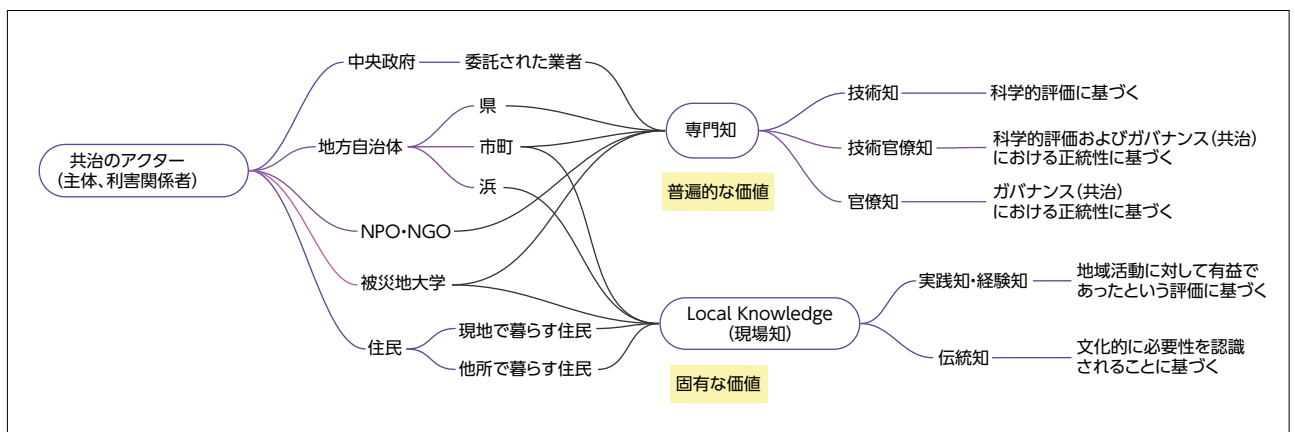 共治のアクター
(主体、利害関係者)
中央政府
委託された業者
地方自治体
県
市町
浜
NPO・NGO
被災地大学
住民
現地で暮らす住民
他所で暮らす住民
専門知
普遍的な価値
技術知
科学的評価に基づく
技術官僚知
科学的評価およびガバナンス(共治)
における正統性に基づく
官僚知
ガバナンス(共治)
における正統性に基づく
Local Knowledge
(現場知)
固有な価値
実践知・経験知
地域活動に対して有益で
あったという評価に基づく
伝統知
文化的に必要性を認識
されることに基づく